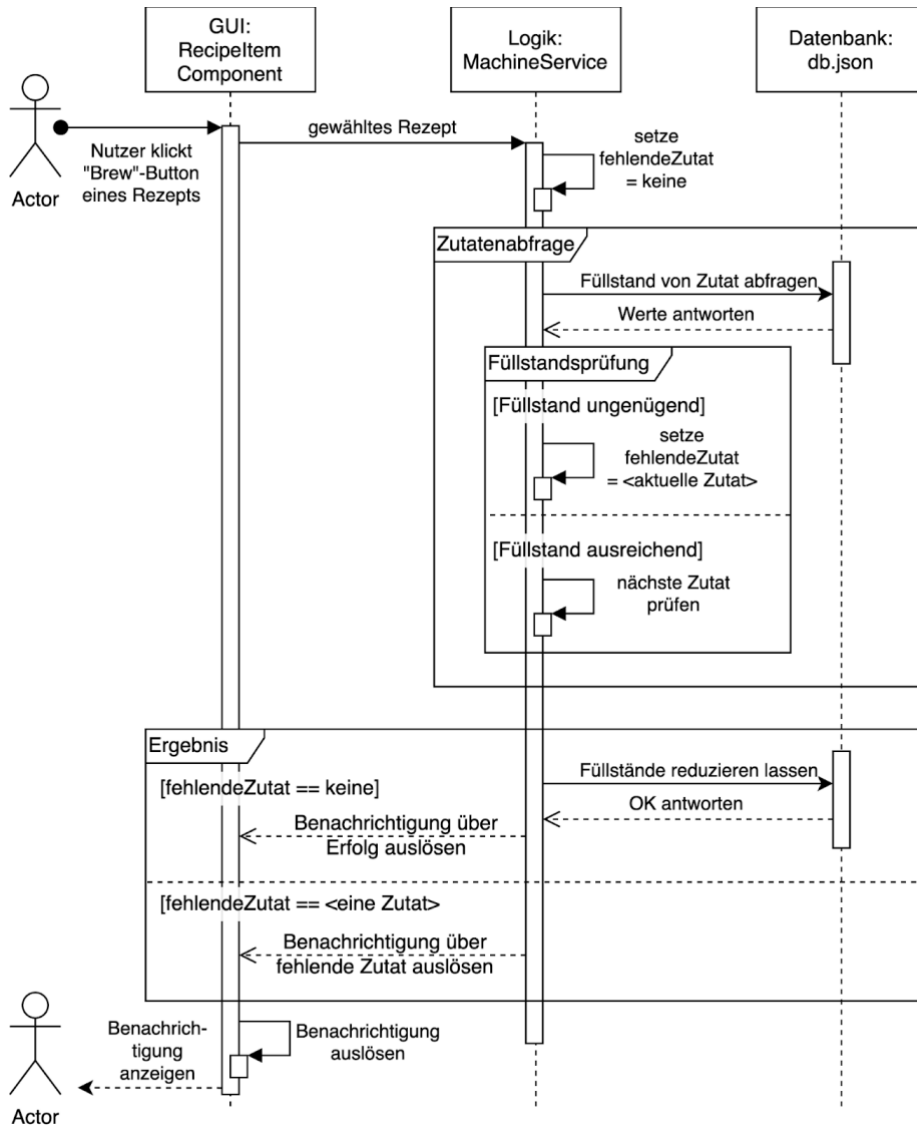 GUI:
RecipeItem
Component
Logik:
MachineService
Datenbank:
db.json
Actor
Nutzer klickt
"Brew"-Button
eines Rezepts
gewähltes Rezept
setze
fehlendeZutat
= keine
Zutatenabfrage
Füllstand von Zutat abfragen
Werte antworten
Füllstandsprüfung
[Füllstand ungenügend]
setze
fehlendeZutat
= <aktuelle Zutat>
[Füllstand ausreichend]
nächste Zutat
prüfen
Ergebnis
[fehlendeZutat == keine]
Füllstände reduzieren lassen
OK antworten
Benachrichtigung über
Erfolg auslösen
[fehlendeZutat == <eine Zutat>
Benachrichtigung über
fehlende Zutat auslösen
Benachrichtigung
auslösen
Benachrich-
tigung
anzeigen
Actor